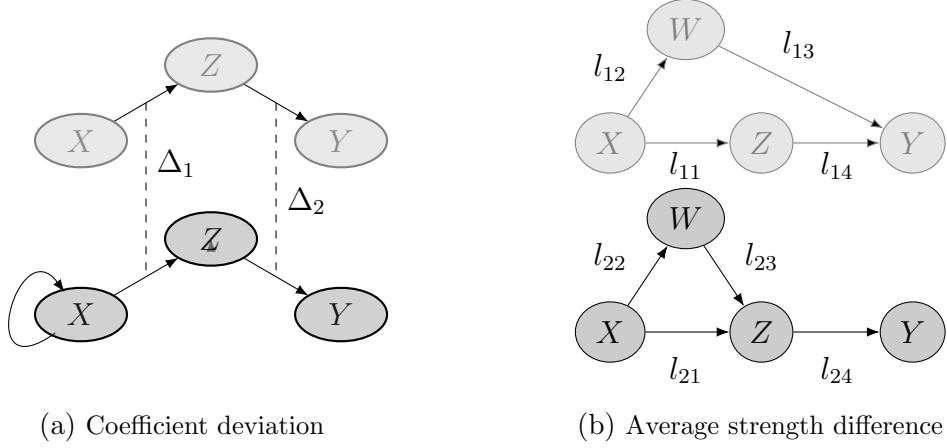 Z
X
Y
Δ₁
Δ₂
Z
X
Y
(a) Coefficient deviation
W
l₁₂
l₁₃
X
Z
Y
l₁₁
l₁₄
W
l₂₂
l₂₃
X
Z
Y
l₂₁
l₂₄
(b) Average strength difference